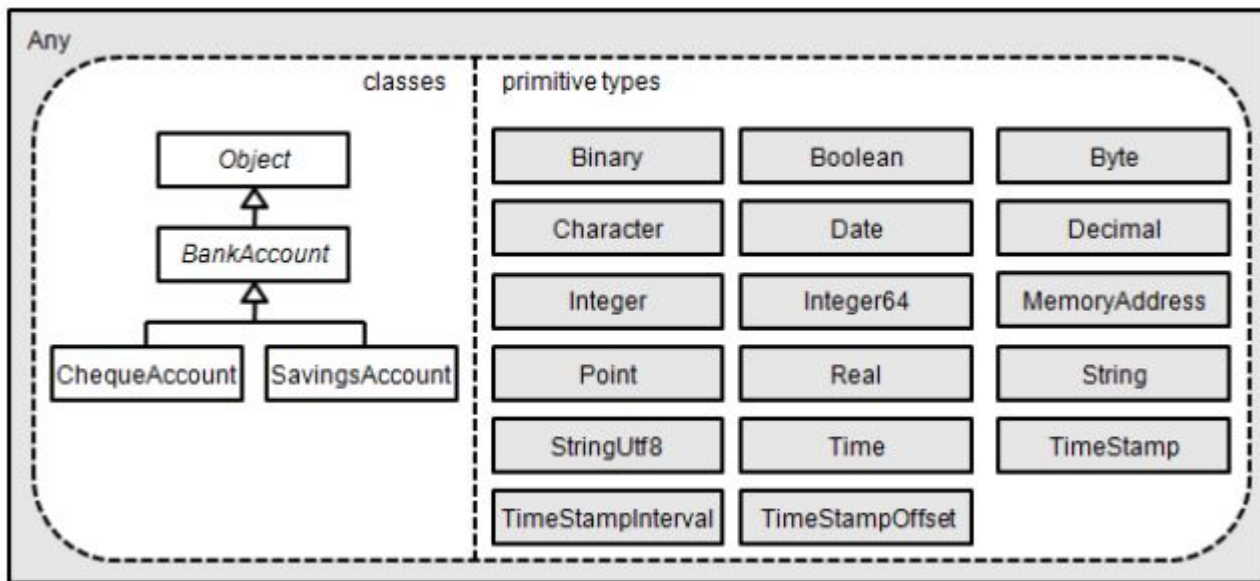 Any
classes
primitive types
Object
BankAccount
ChequeAccount
SavingsAccount
Binary
Boolean
Byte
Character
Date
Decimal
Integer
Integer64
MemoryAddress
Point
Real
String
StringUtf8
Time
TimeStamp
TimeStampInterval
TimeStampOffset